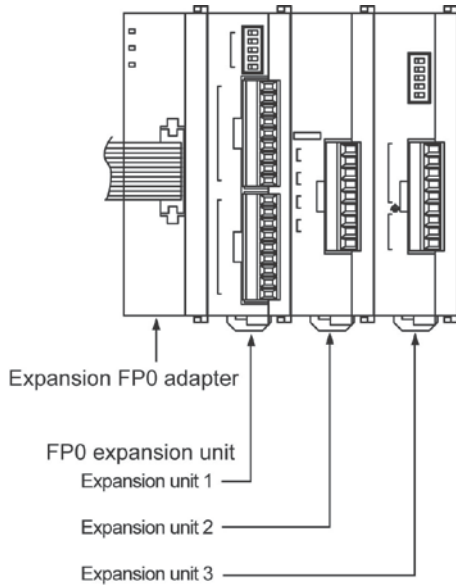 Expansion FP0 adapter
FP0 expansion unit
Expansion unit 1
Expansion unit 2
Expansion unit 3